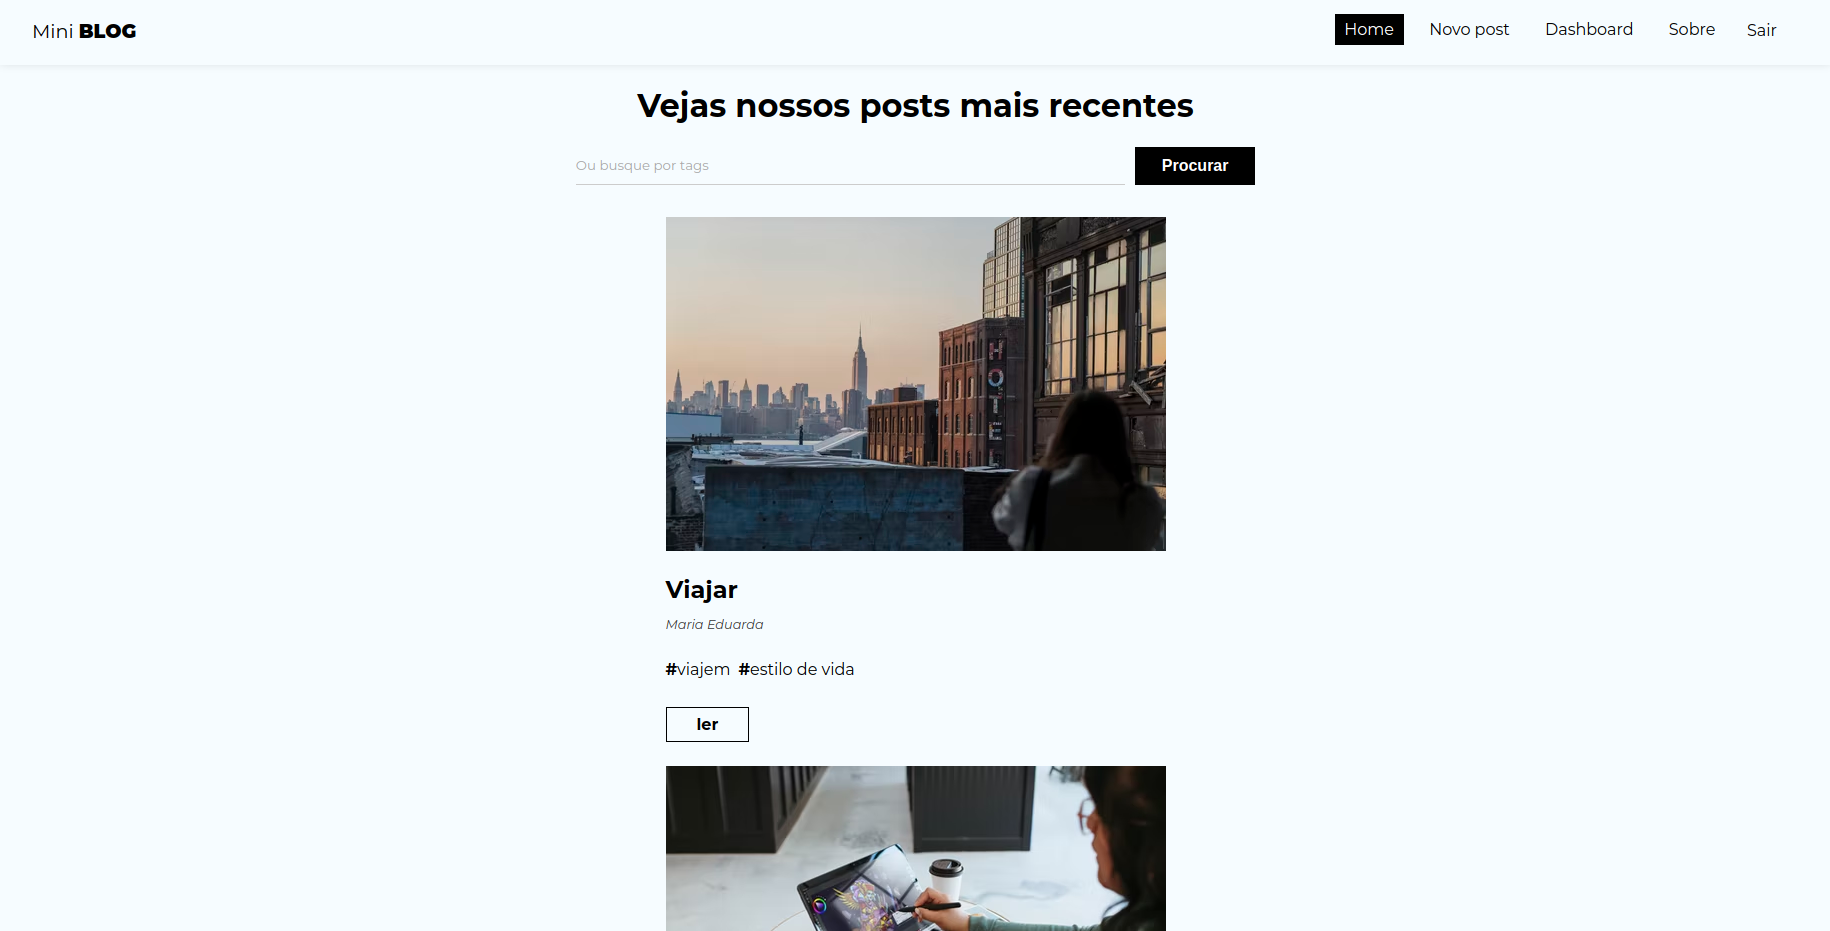 Mini BLOG
Home Novo post Dashboard Sobre Sair
Vejas nossos posts mais recentes
Ou busque por tags
Procurar
HOTEL
Viajar
Maria Eduarda
#viajem #estilo de vida
ler